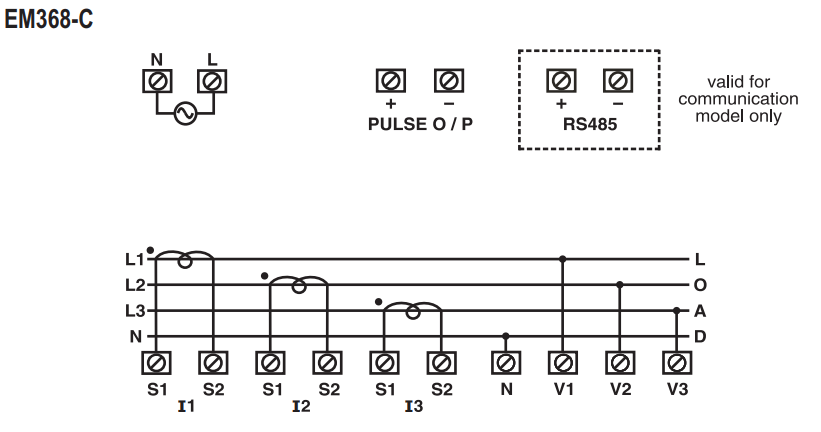 EM368-C
N L
+ − + −
PULSE O / P RS485
valid for
communication
model only
L1 L
L2 O
L3 A
N D
S1 S2 S1 S2 S1 S2 N V1 V2 V3
I1 I2 I3